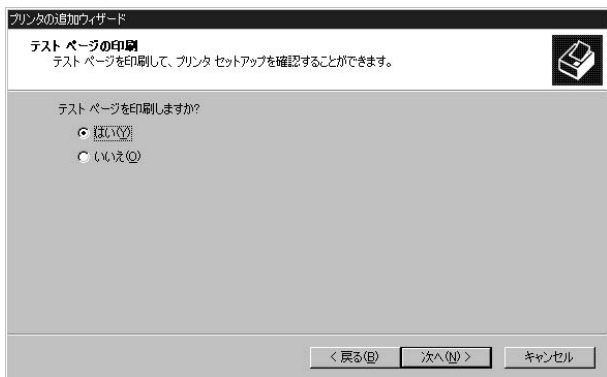 プリンタの追加ウィザード
テスト ページの印刷
テスト ページを印刷して、プリンタ セットアップを確認することができます。
テスト ページを印刷しますか?
はい(Y)
いいえ(O)
< 戻る(B)
次へ(N) >
キャンセル